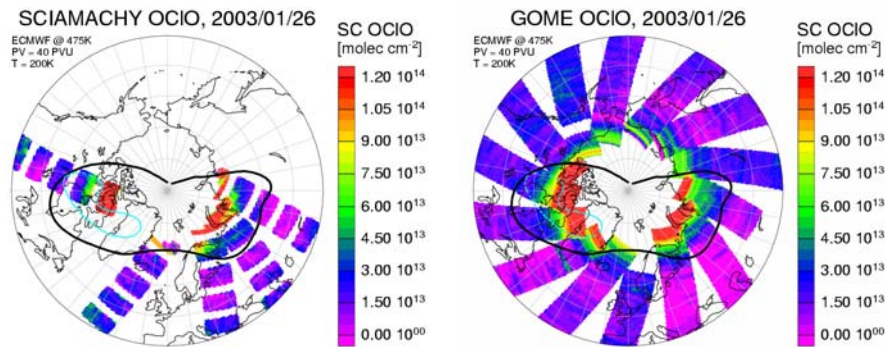 SCIAMACHY OClO, 2003/01/26
ECMWF @ 475K
PV = 40 PVU
T = 200K
SC OClO
[molec cm⁻²]
1.20 10¹⁴
1.05 10¹⁴
9.00 10¹³
7.50 10¹³
6.00 10¹³
4.50 10¹³
3.00 10¹³
1.50 10¹³
0.00 10⁰⁰
GOME OClO, 2003/01/26
ECMWF @ 475K
PV = 40 PVU
T = 200K
SC OClO
[molec cm⁻²]
1.20 10¹⁴
1.05 10¹⁴
9.00 10¹³
7.50 10¹³
6.00 10¹³
4.50 10¹³
3.00 10¹³
1.50 10¹³
0.00 10⁰⁰